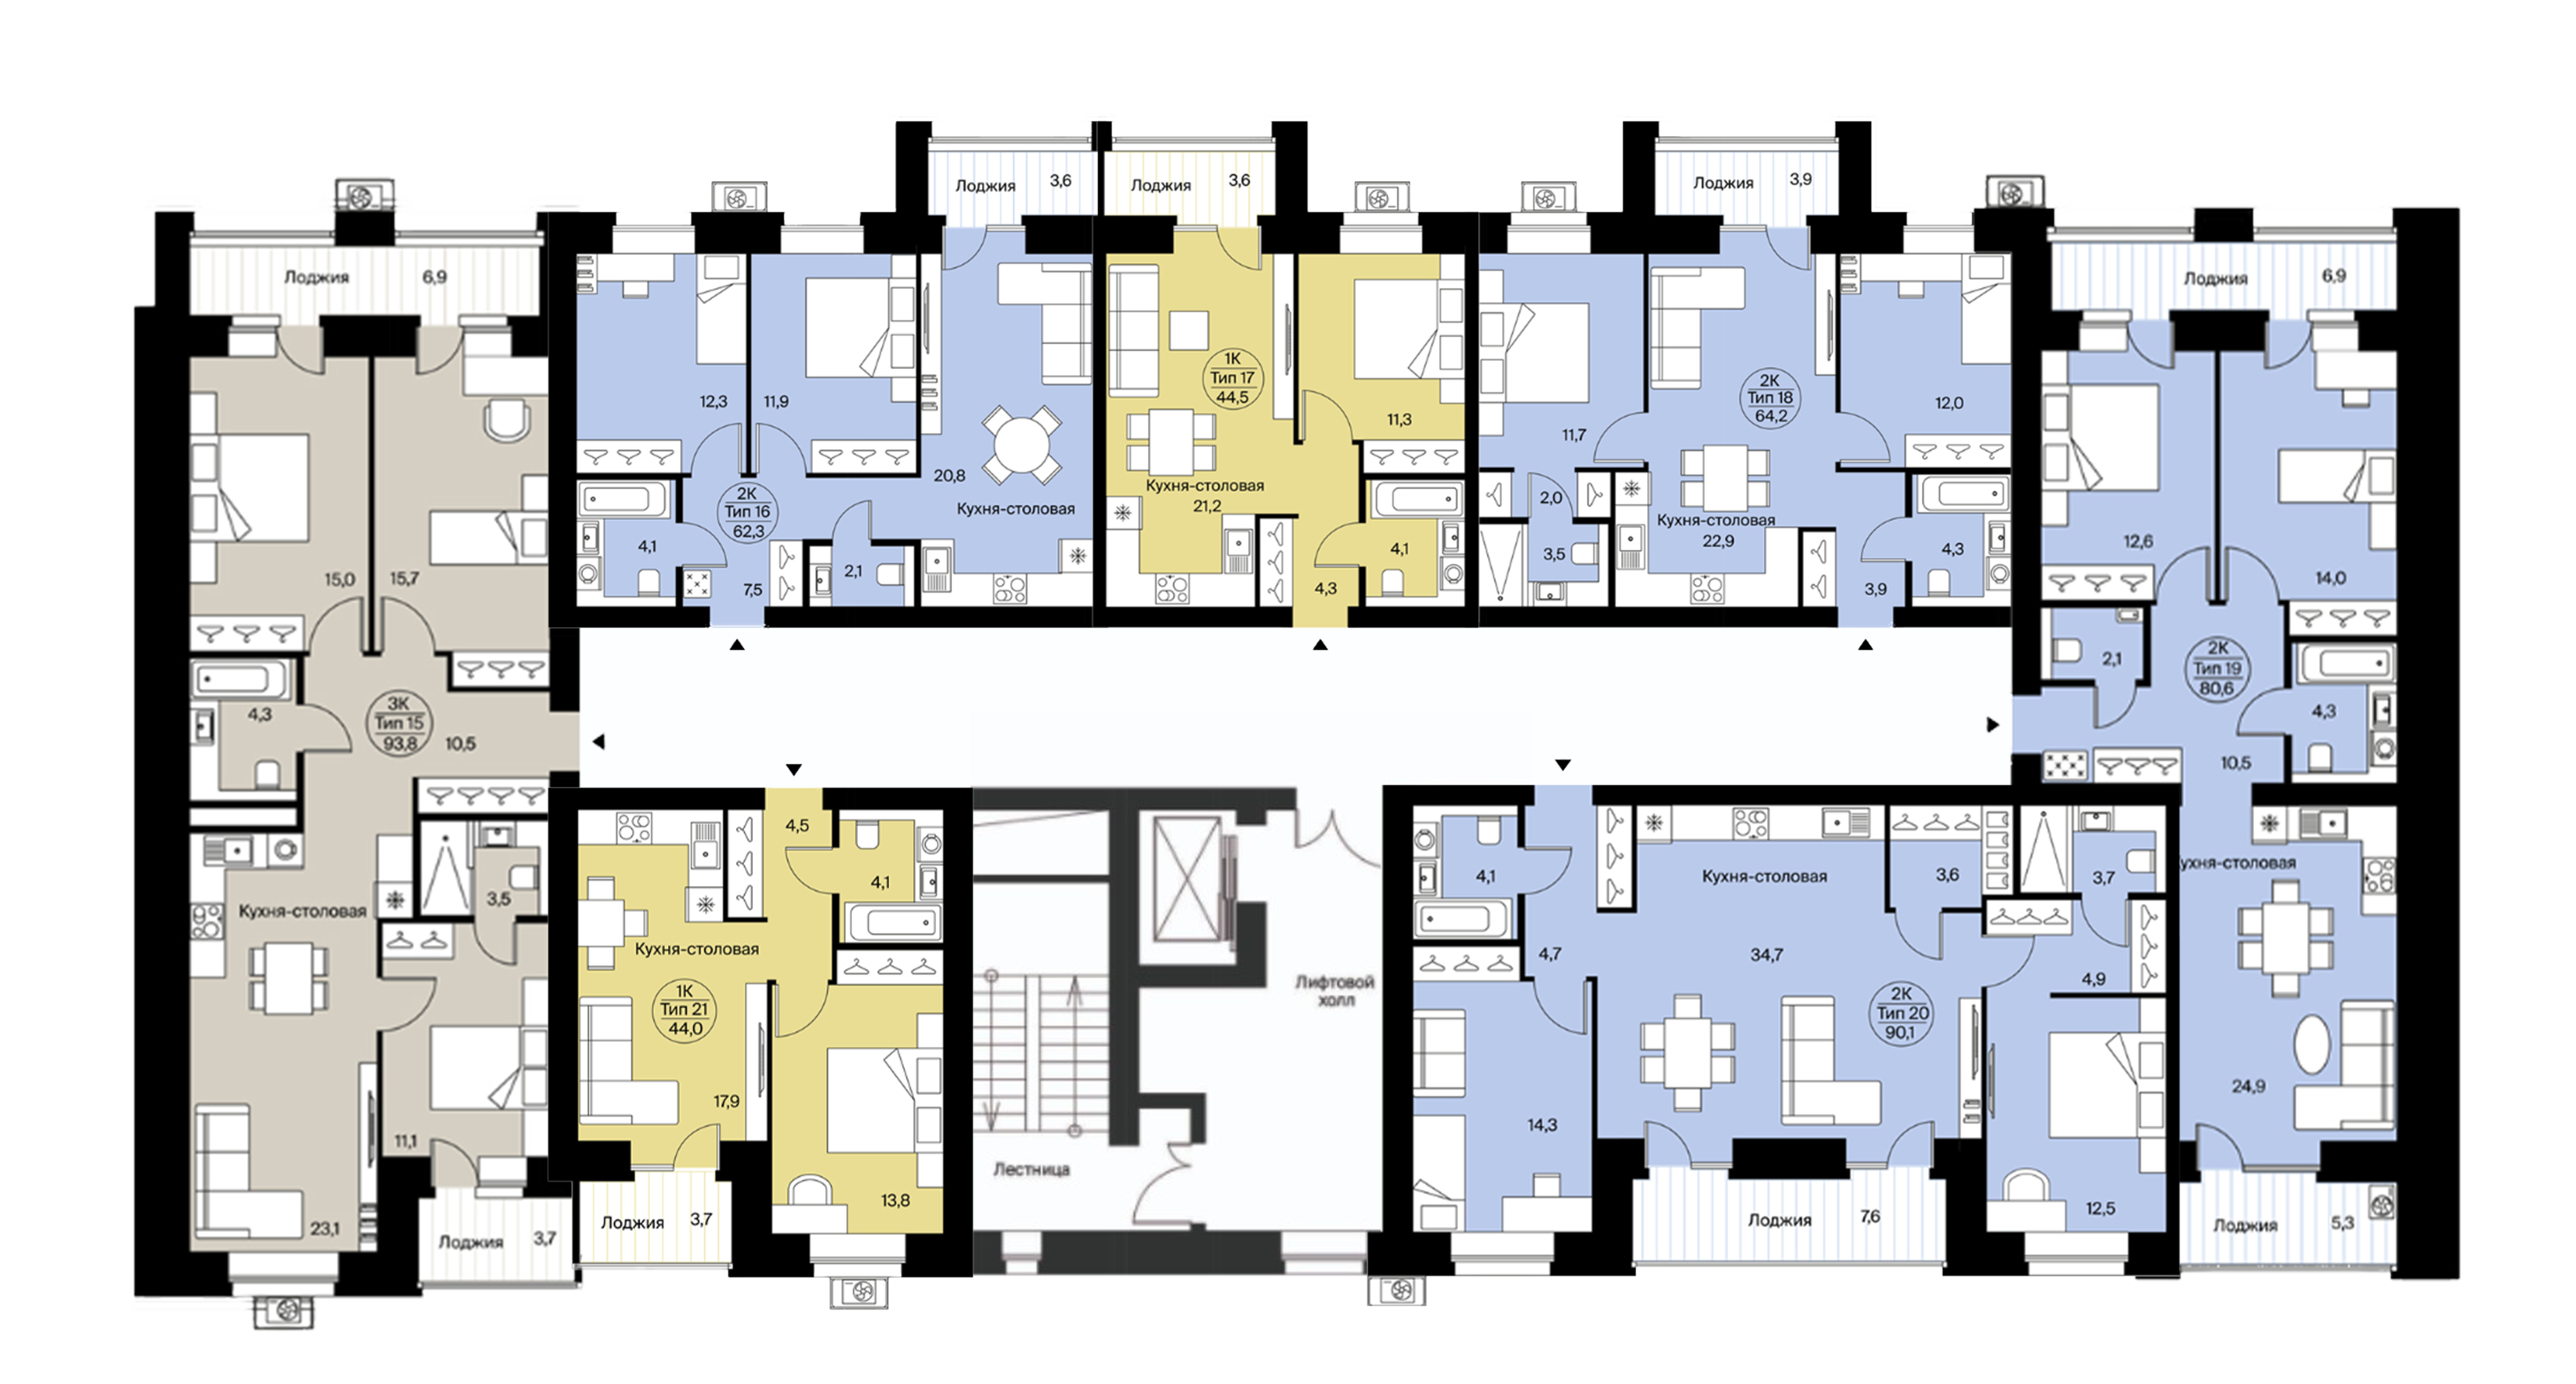 Лоджия 6,9
15,0
15,7
4,3
3К
Тип 15
93,8
10,5
3,5
Кухня-столовая
23,1
11,1
Лоджия 3,7
12,3
11,9
Лоджия 3,6
20,8
Кухня-столовая
2К
Тип 16
62,3
4,1
7,5
2,1
Лоджия 3,6
1К
Тип 17
44,5
11,3
Кухня-столовая
21,2
4,1
4,3
Лоджия 3,9
11,7
2К
Тип 18
64,2
12,0
2,0
3,5
Кухня-столовая
22,9
4,3
3,9
Лоджия 6,9
12,6
14,0
2,1
2К
Тип 19
80,6
4,3
10,5
ухня-столовая
24,9
Лоджия 5,3
4,5
4,1
Кухня-столовая
1К
Тип 21
44,0
17,9
13,8
Лоджия 3,7
Лестница
Лифтовой
холл
4,1
Кухня-столовая
3,6
3,7
4,7
34,7
4,9
2К
Тип 20
90,1
14,3
12,5
Лоджия 7,6